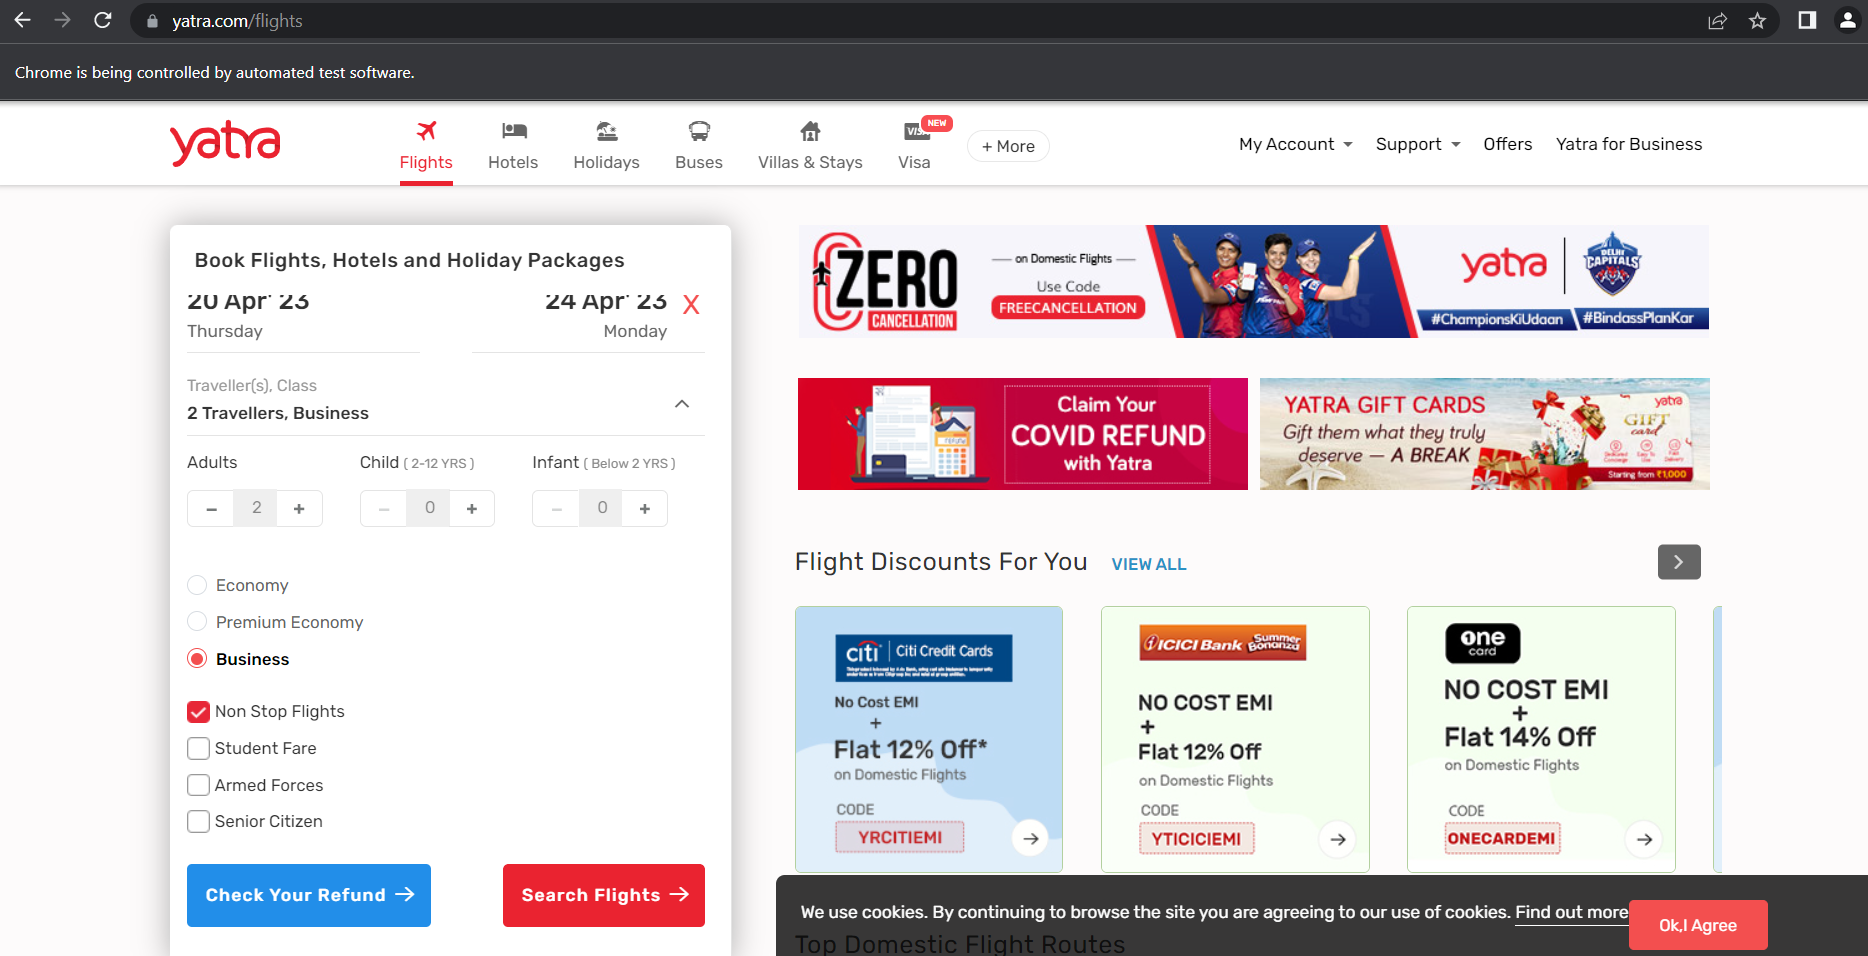 yatra.com/flights
Chrome is being controlled by automated test software.
yatra
Flights
Hotels
Holidays
Buses
Villas & Stays
VISA
NEW
Visa
+ More
My Account
Support
Offers
Yatra for Business
Book Flights, Hotels and Holiday Packages
20 Apr' 23
Thursday
24 Apr' 23 X
Monday
Traveller(s), Class
2 Travellers, Business
Adults
Child ( 2-12 YRS )
Infant ( Below 2 YRS )
− 2 +
− 0 +
− 0 +
Economy
Premium Economy
Business
Non Stop Flights
Student Fare
Armed Forces
Senior Citizen
Check Your Refund →
Search Flights →
ZERO
CANCELLATION
on Domestic Flights
Use Code
FREECANCELLATION
yatra
DELHI
CAPITALS
#ChampionsKiUdaan
#BindassPlanKar
Claim Your
COVID REFUND
with Yatra
YATRA GIFT CARDS
Gift them what they truly
deserve — A BREAK
yatra
GIFT
card
Starting from ₹1,000
Flight Discounts For You
VIEW ALL
citi
Citi Credit Cards
No Cost EMI
+
Flat 12% Off*
on Domestic Flights
CODE
YRCITIEMI
ICICI Bank
Summer
Bonanza
NO COST EMI
+
Flat 12% Off
on Domestic Flights
CODE
YTICICIEMI
one
card
NO COST EMI
+
Flat 14% Off
on Domestic Flights
CODE
ONECARDEMI
We use cookies. By continuing to browse the site you are agreeing to our use of cookies. Find out more
Ok,I Agree
Top Domestic Flight Routes